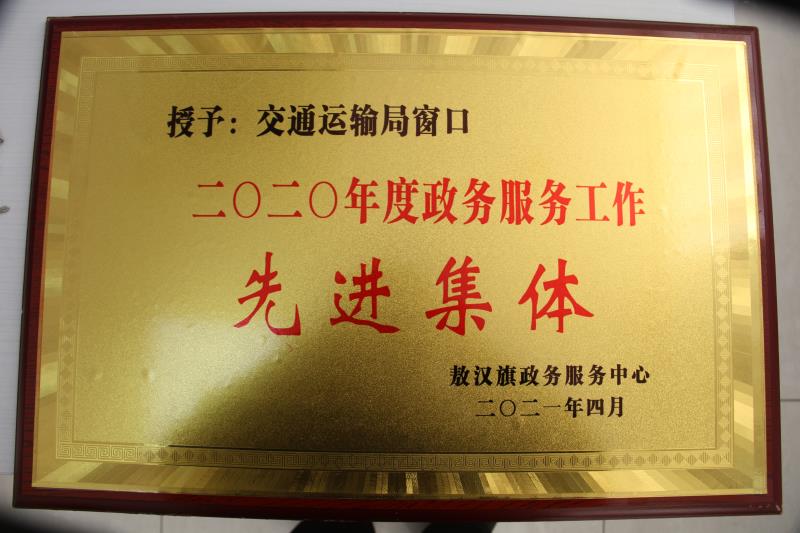 授予：交通运输局窗口
二〇二〇年度政务服务工作
先进集体
敖汉旗政务服务中心
二〇二一年四月